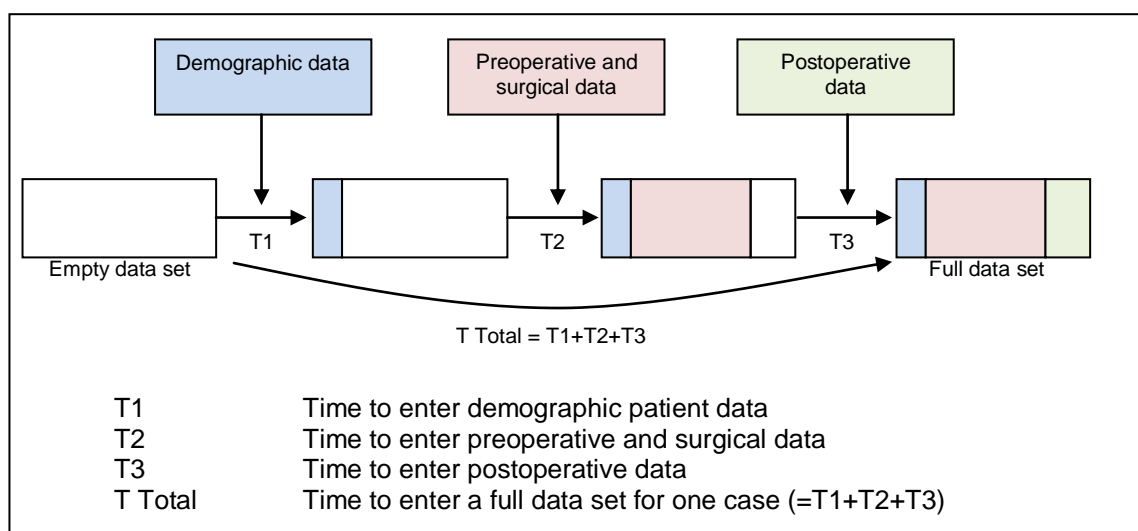 Demographic data
Preoperative and
surgical data
Postoperative
data
T1
T2
T3
Empty data set
Full data set
T Total = T1+T2+T3
T1 Time to enter demographic patient data
T2 Time to enter preoperative and surgical data
T3 Time to enter postoperative data
T Total Time to enter a full data set for one case (=T1+T2+T3)